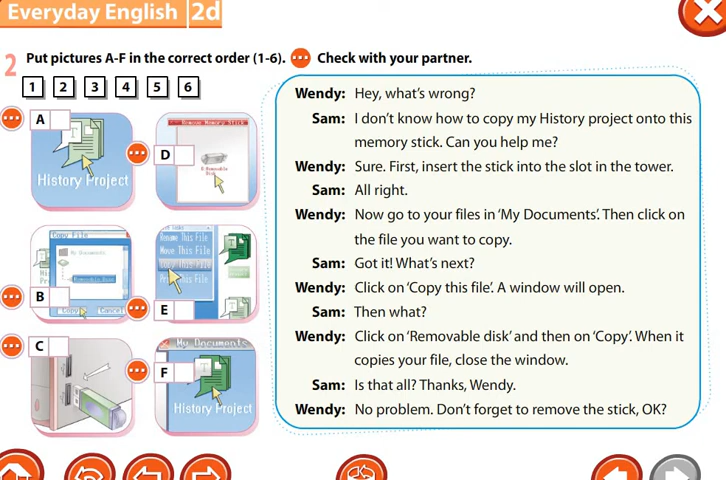 Everyday English 2d
2 Put pictures A-F in the correct order (1-6). Check with your partner.
1 2 3 4 5 6
A
History Project
D
Remove Memory Stick
A Removable
Copy File
My Documents
B
Copy Cancel
Rename This File
Move This File
Copy This File
Print This File
E
C
My Documents
F
History Project
Wendy: Hey, what's wrong?
Sam: I don't know how to copy my History project onto this
memory stick. Can you help me?
Wendy: Sure. First, insert the stick into the slot in the tower.
Sam: All right.
Wendy: Now go to your files in 'My Documents'. Then click on
the file you want to copy.
Sam: Got it! What's next?
Wendy: Click on 'Copy this file'. A window will open.
Sam: Then what?
Wendy: Click on 'Removable disk' and then on 'Copy'. When it
copies your file, close the window.
Sam: Is that all? Thanks, Wendy.
Wendy: No problem. Don't forget to remove the stick, OK?